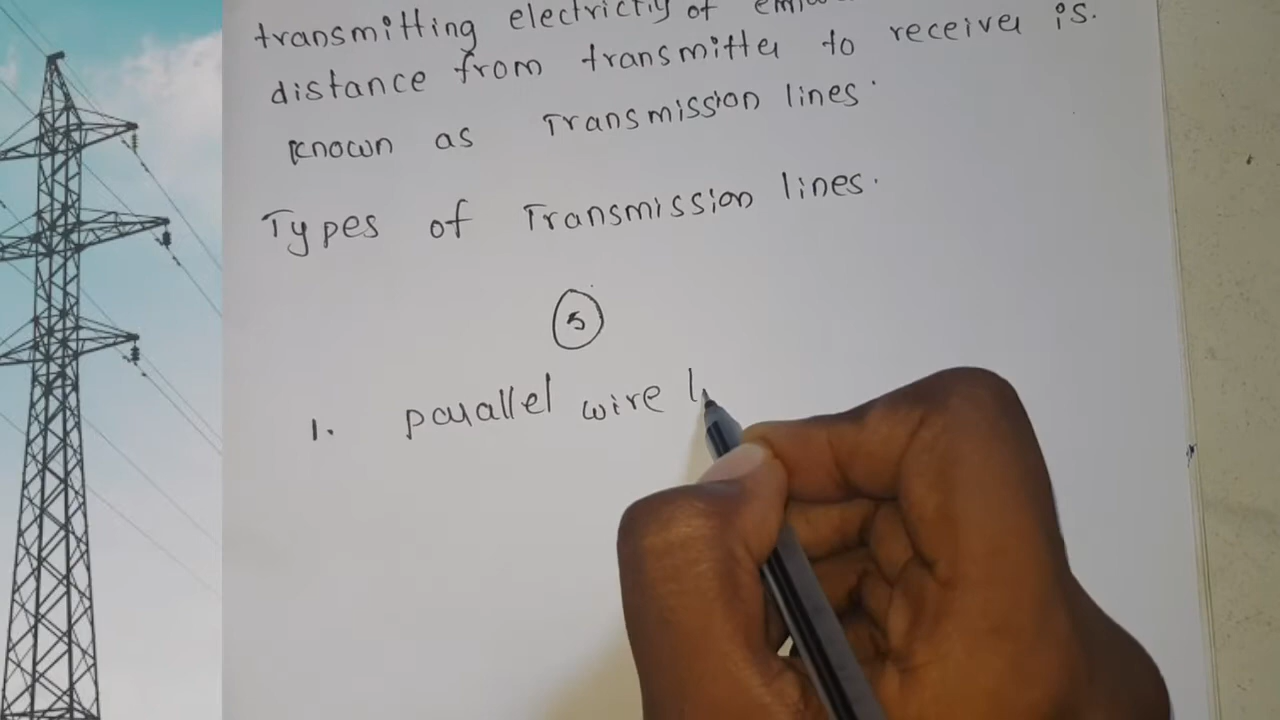 transmitting electricity of
distance from transmitter to receiver is.
known as Transmission lines.
Types of Transmission lines.
5
1. parallel wire